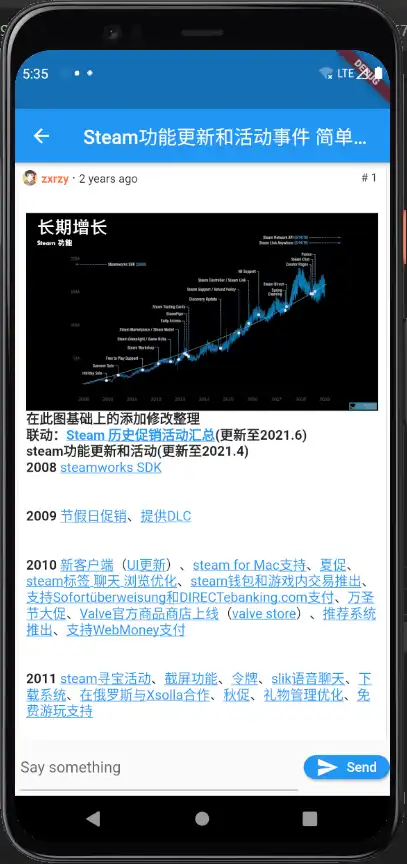 5:35
LTE
DEBUG
Steam功能更新和活动事件 简单...
zxrzy · 2 years ago
# 1
长期增长
Steam 功能
Steamworks SDK
在此图基础上的添加修改整理
联动：Steam 历史促销活动汇总(更新至2021.6)
steam功能更新和活动(更新至2021.4)
2008 steamworks SDK
2009 节假日促销、提供DLC
2010 新客户端（UI更新）、steam for Mac支持、夏促、
steam标签 聊天 浏览优化、steam钱包和游戏内交易推出、
支持Sofortüberweisung和DIRECTebanking.com支付、万圣
节大促、Valve官方商品商店上线（valve store）、推荐系统
推出、支持WebMoney支付
2011 steam寻宝活动、截屏功能、令牌、slik语音聊天、下
载系统、在俄罗斯与Xsolla合作、秋促、礼物管理优化、免
费游玩支持
Say something
Send